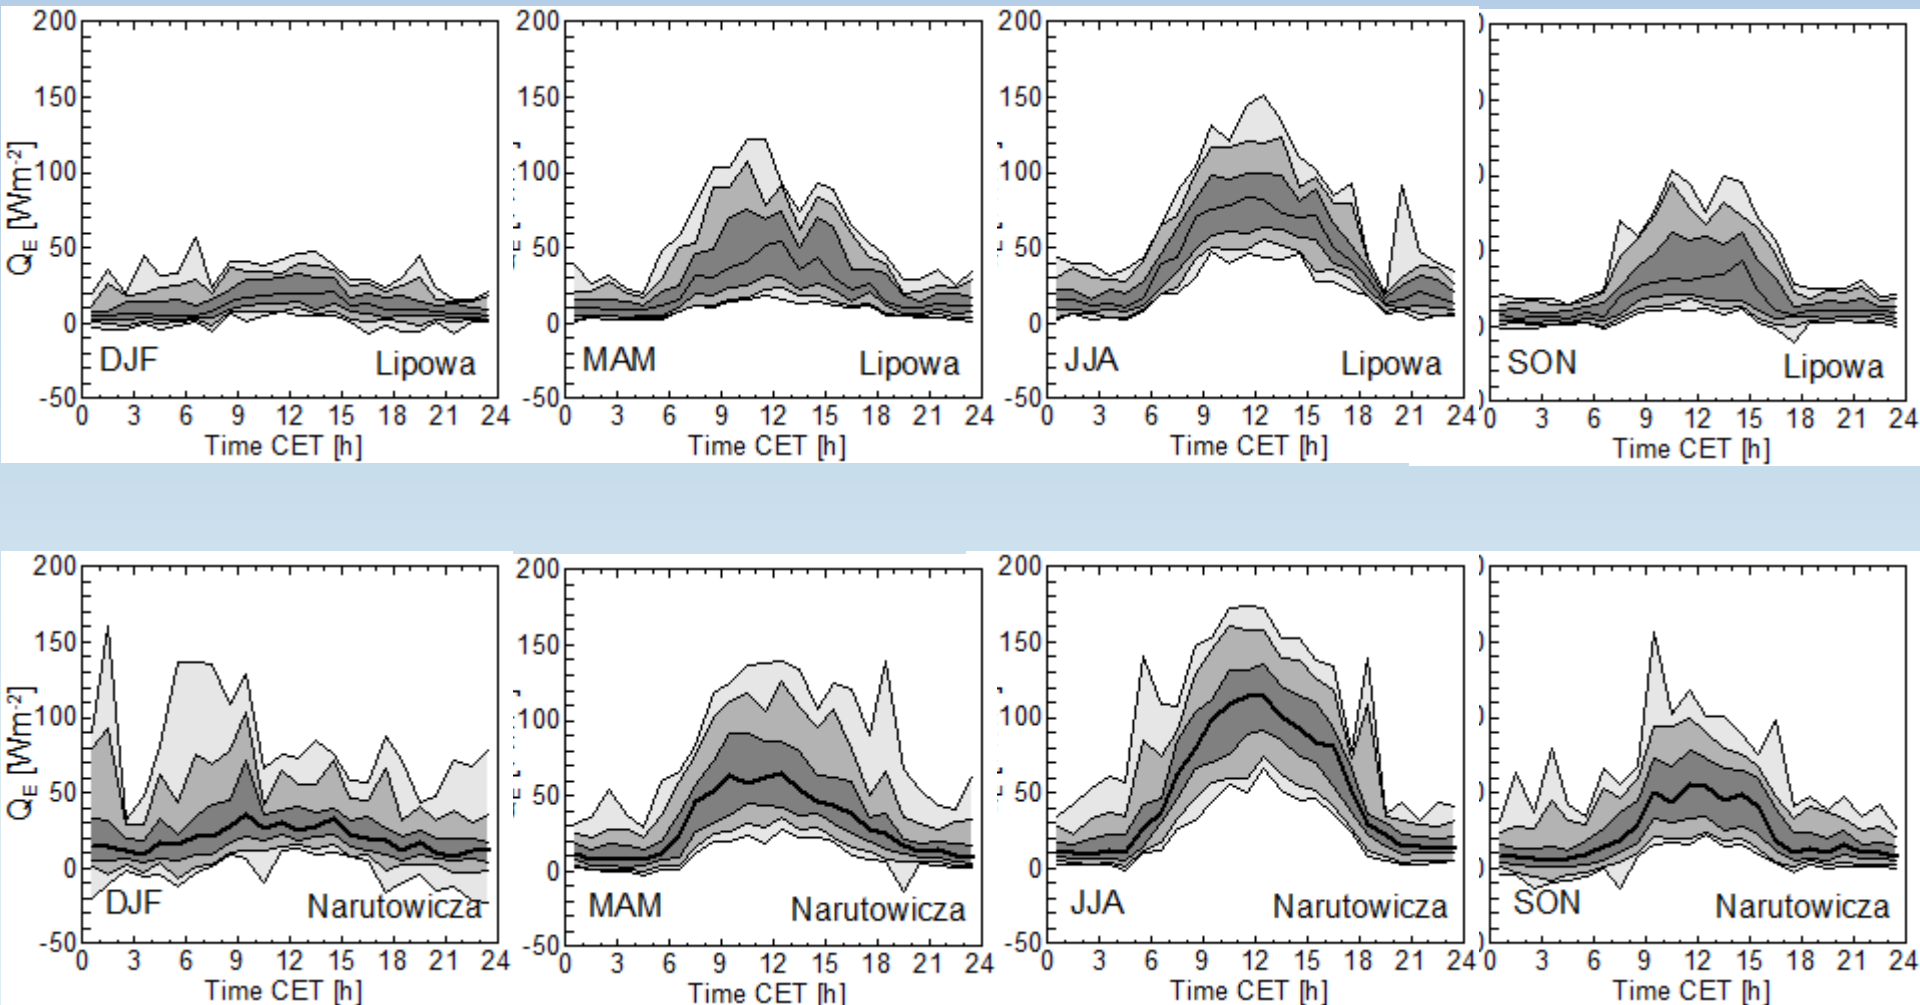 200 200 200
150 150 150
100 100 100
50 50 50
0 0 0
-50 -50 -50
QE [Wm-2]
DJF Lipowa MAM Lipowa JJA Lipowa SON Lipowa
0 3 6 9 12 15 18 21 24 0 3 6 9 12 15 18 21 24 0 3 6 9 12 15 18 21 24 0 3 6 9 12 15 18 21 24
Time CET [h] Time CET [h] Time CET [h] Time CET [h]
200 200 200
150 150 150
100 100 100
50 50 50
0 0 0
-50 -50 -50
QE [Wm-2]
DJF Narutowicza MAM Narutowicza JJA Narutowicza SON Narutowicza
0 3 6 9 12 15 18 21 24 0 3 6 9 12 15 18 21 24 0 3 6 9 12 15 18 21 24 0 3 6 9 12 15 18 21 24
Time CET [h] Time CET [h] Time CET [h] Time CET [h]